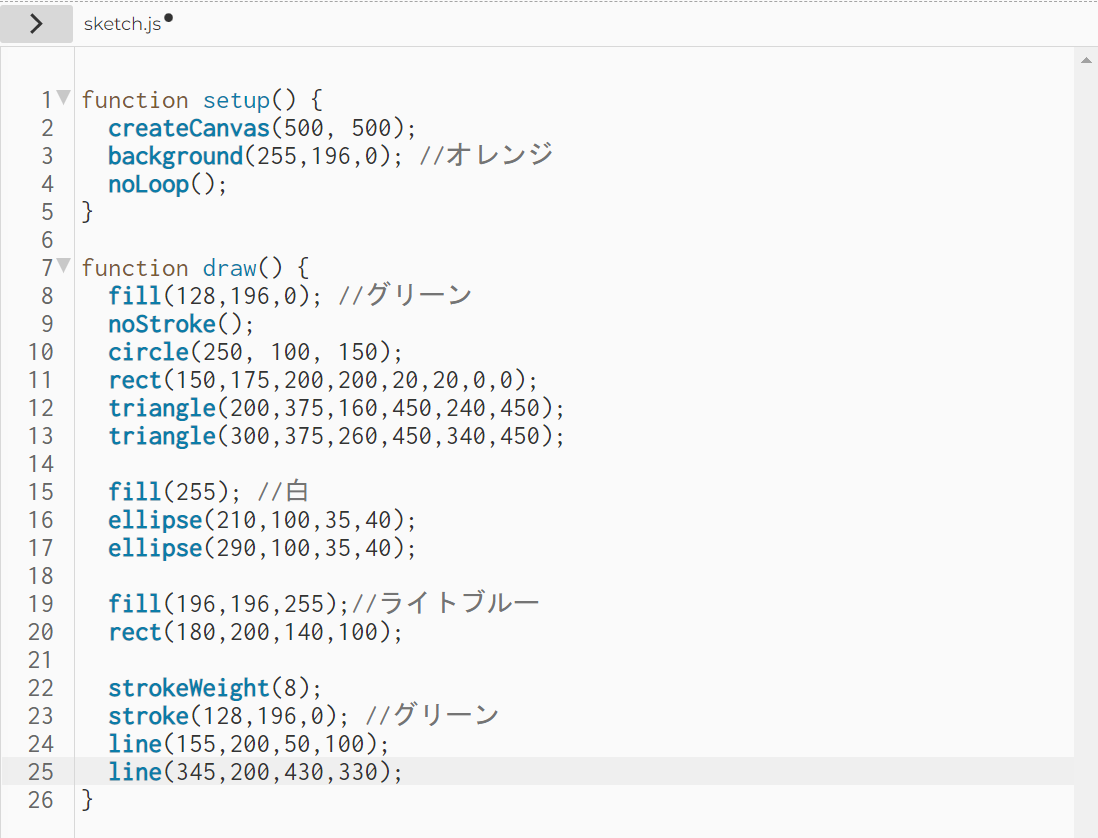 sketch.js●
1 function setup() {
2   createCanvas(500, 500);
3   background(255,196,0); //オレンジ
4   noLoop();
5 }
6
7 function draw() {
8   fill(128,196,0); //グリーン
9   noStroke();
10   circle(250, 100, 150);
11   rect(150,175,200,200,20,20,0,0);
12   triangle(200,375,160,450,240,450);
13   triangle(300,375,260,450,340,450);
14
15   fill(255); //白
16   ellipse(210,100,35,40);
17   ellipse(290,100,35,40);
18
19   fill(196,196,255);//ライトブルー
20   rect(180,200,140,100);
21
22   strokeWeight(8);
23   stroke(128,196,0); //グリーン
24   line(155,200,50,100);
25   line(345,200,430,330);
26 }